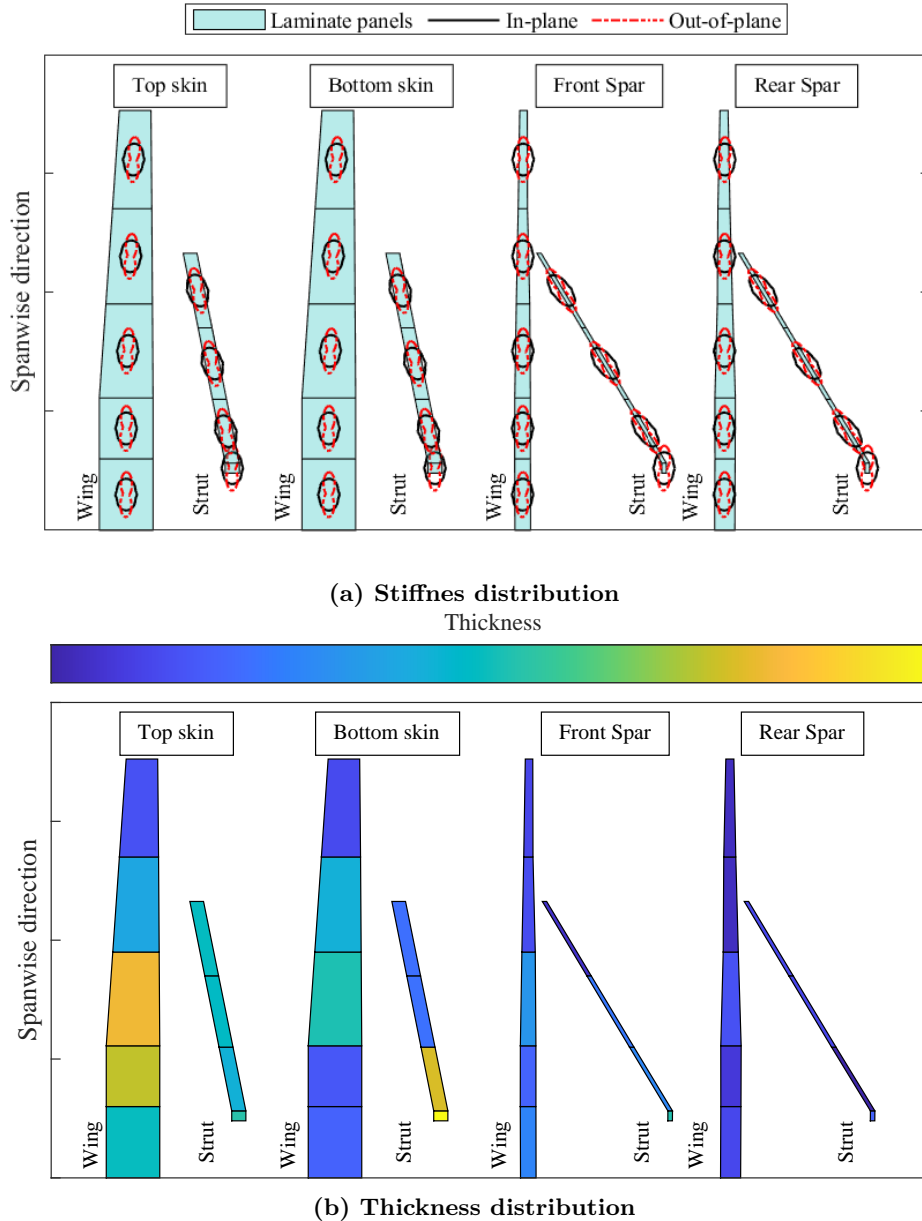 Laminate panels In-plane Out-of-plane
Top skin Bottom skin Front Spar Rear Spar
Spanwise direction
Wing Strut Wing Strut Wing Strut Wing Strut
(a) Stiffnes distribution
Thickness
Top skin Bottom skin Front Spar Rear Spar
Spanwise direction
Wing Strut Wing Strut Wing Strut Wing Strut
(b) Thickness distribution